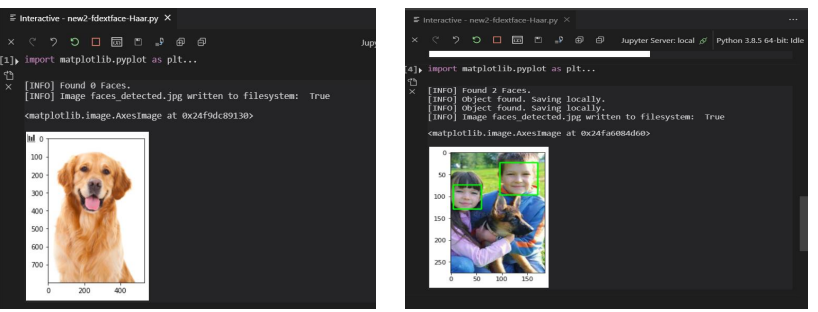 Interactive - new2-fdextface-Haar.py ×
Jupy
[1] import matplotlib.pyplot as plt...
[INFO] Found 0 Faces.
[INFO] Image faces_detected.jpg written to filesystem: True
<matplotlib.image.AxesImage at 0x24f9dc89130>
0
100
200
300
400
500
600
700
0 200 400
Interactive - new2-fdextface-Haar.py ×
Jupyter Server: local Python 3.8.5 64-bit: Idle
[4] import matplotlib.pyplot as plt...
[INFO] Found 2 Faces.
[INFO] Object found. Saving locally.
[INFO] Object found. Saving locally.
[INFO] Image faces_detected.jpg written to filesystem: True
<matplotlib.image.AxesImage at 0x24fa6084d60>
0
50
100
150
200
250
0 50 100 150